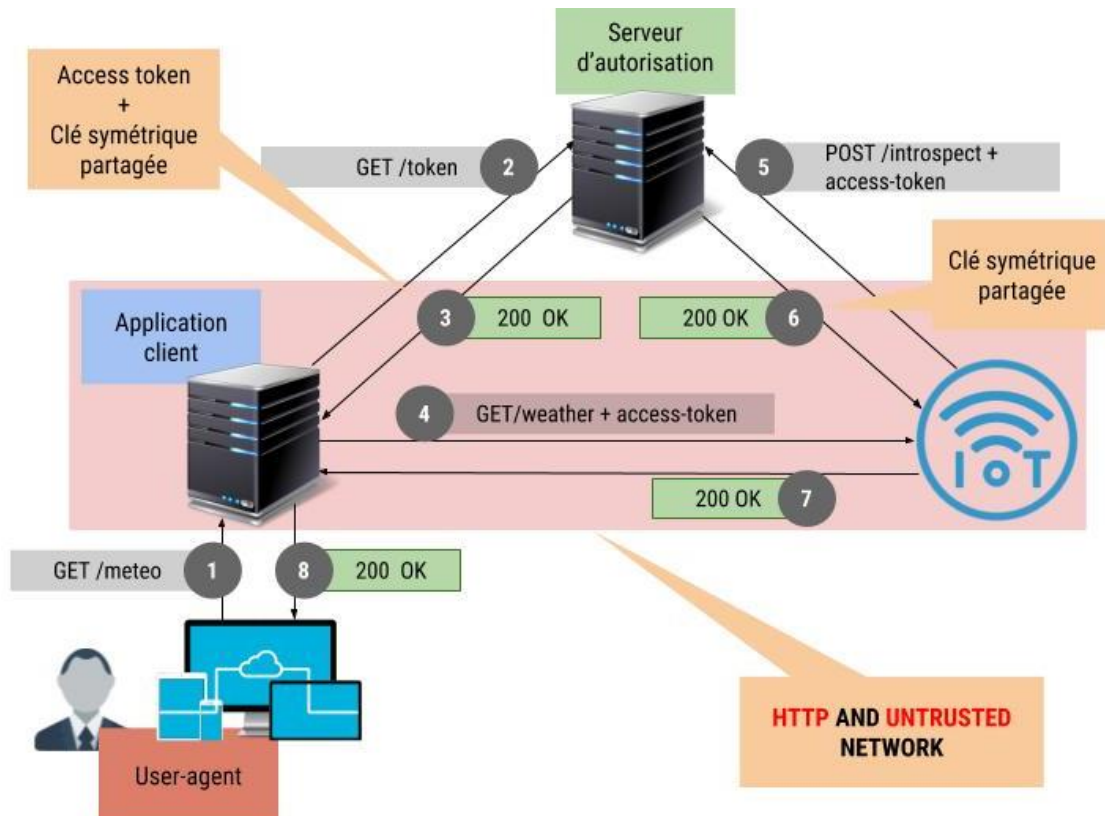 Serveur
d'autorisation
Access token
+
Clé symétrique
partagée
GET /token
2
5
POST /introspect +
access-token
Clé symétrique
partagée
Application
client
3
200 OK
200 OK
6
4
GET/weather + access-token
IoT
200 OK
7
GET /meteo
1
8
200 OK
HTTP AND UNTRUSTED
NETWORK
User-agent